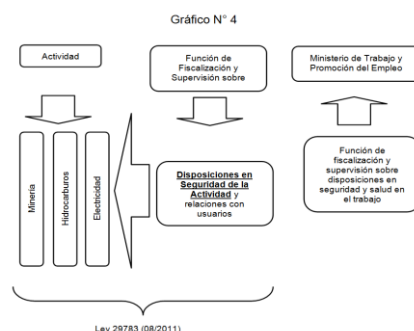 Gráfico N° 4
Actividad
Función de
Fiscalización y
Supervisión sobre
Ministerio de Trabajo y
Promoción del Empleo
Minería
Hidrocarburos
Electricidad
Disposiciones en
Seguridad de la
Actividad y
relaciones con
usuarios
Función de
fiscalización y
supervisión sobre
disposiciones en
seguridad y salud en
el trabajo
Ley 29783 (08/2011)